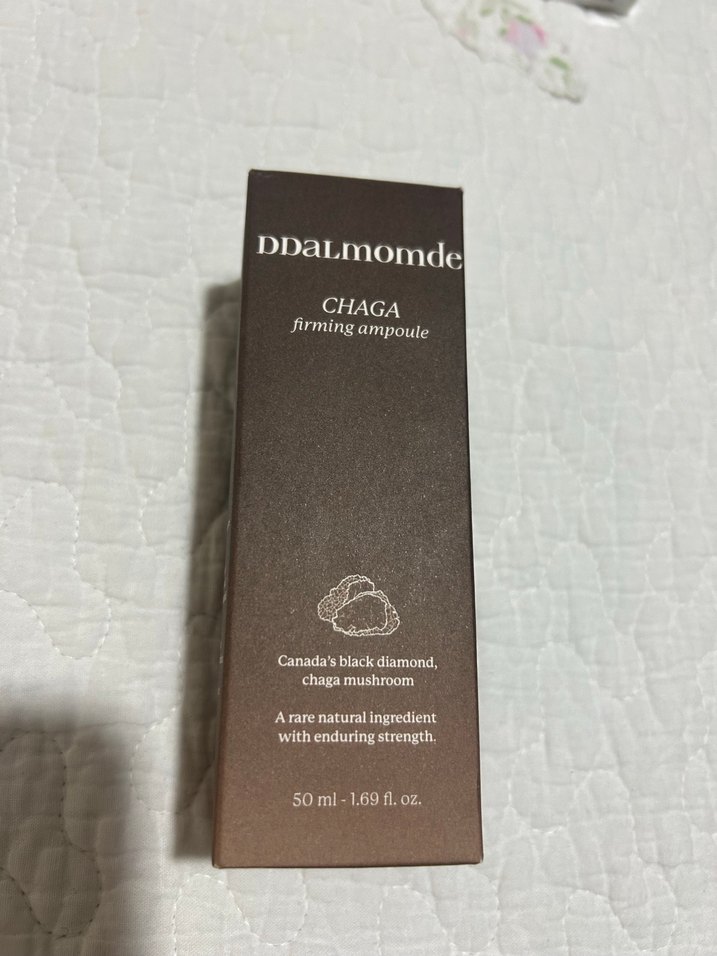 DDALMOMDE
CHAGA
firming ampoule
Canada's black diamond,
chaga mushroom
A rare natural ingredient
with enduring strength.
50 ml - 1.69 fl. oz.